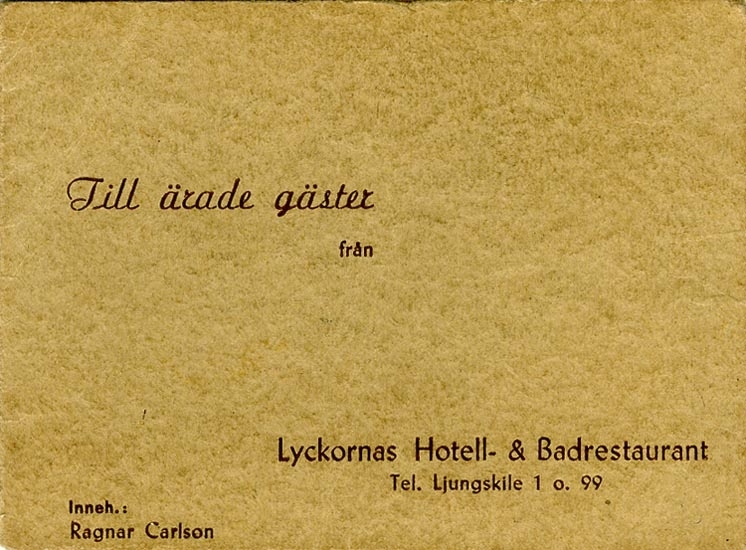 Till ärade gäster
från
Lyckornas Hotell- & Badrestaurant
Tel. Ljungskile 1 o. 99
Inneh.:
Ragnar Carlson